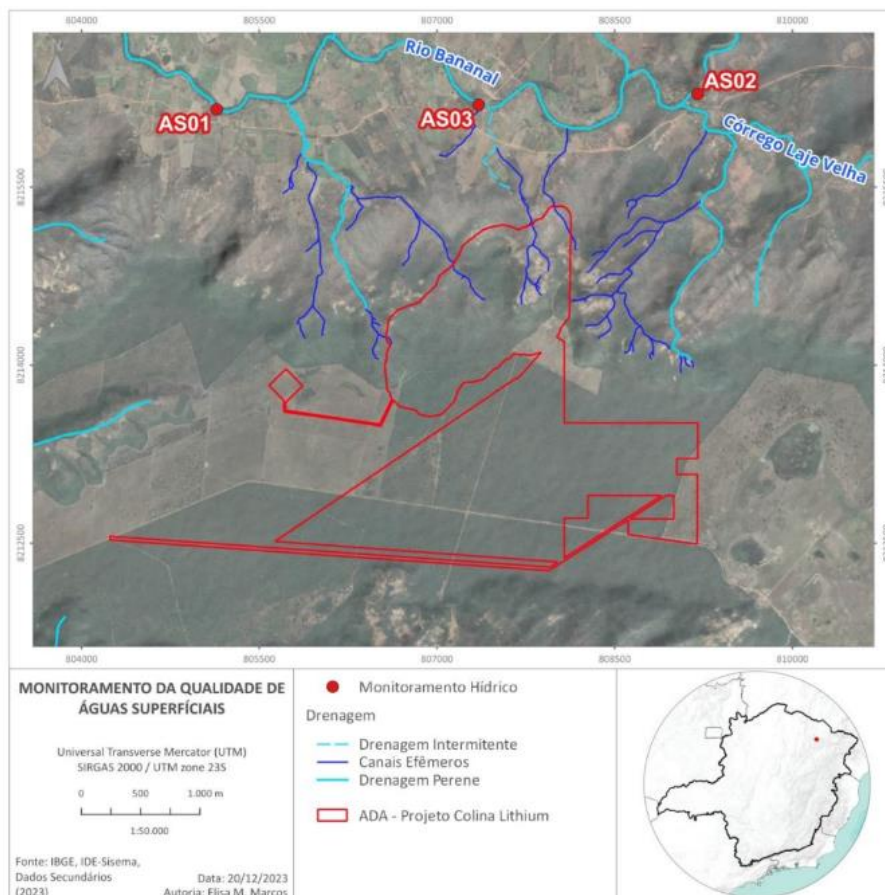 804000 805500 807000 808500 810000
Rio Bananal
AS02
AS01
AS03
Córrego Laje Velha
8215500
8214000
8212500
804000 805500 807000 808500 810000
MONITORAMENTO DA QUALIDADE DE
ÁGUAS SUPERFÍCIAIS
Universal Transverse Mercator (UTM)
SIRGAS 2000 / UTM zone 23S
0 500 1.000 m
1:50.000
Fonte: IBGE, IDE-Sisema,
Dados Secundários
(2023)
Data: 20/12/2023
Autoria: Elisa M. Marcos
Monitoramento Hídrico
Drenagem
Drenagem Intermitente
Canais Efêmeros
Drenagem Perene
ADA - Projeto Colina Lithium